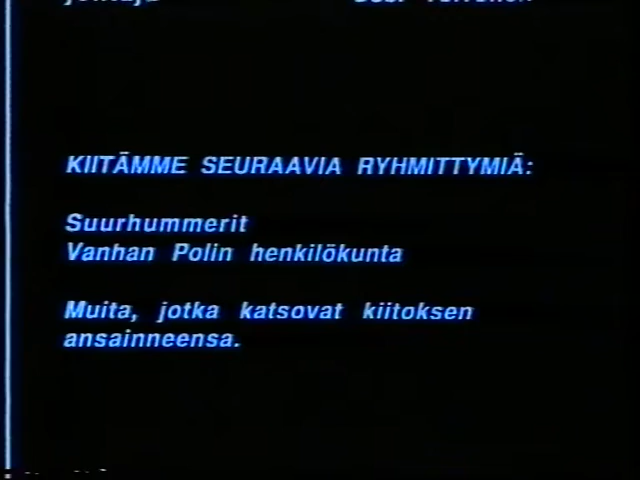 KIITÄMME SEURAAVIA RYHMITTYMIÄ:
Suurhummerit
Vanhan Polin henkilökunta
Muita, jotka katsovat kiitoksen
ansainneensa.